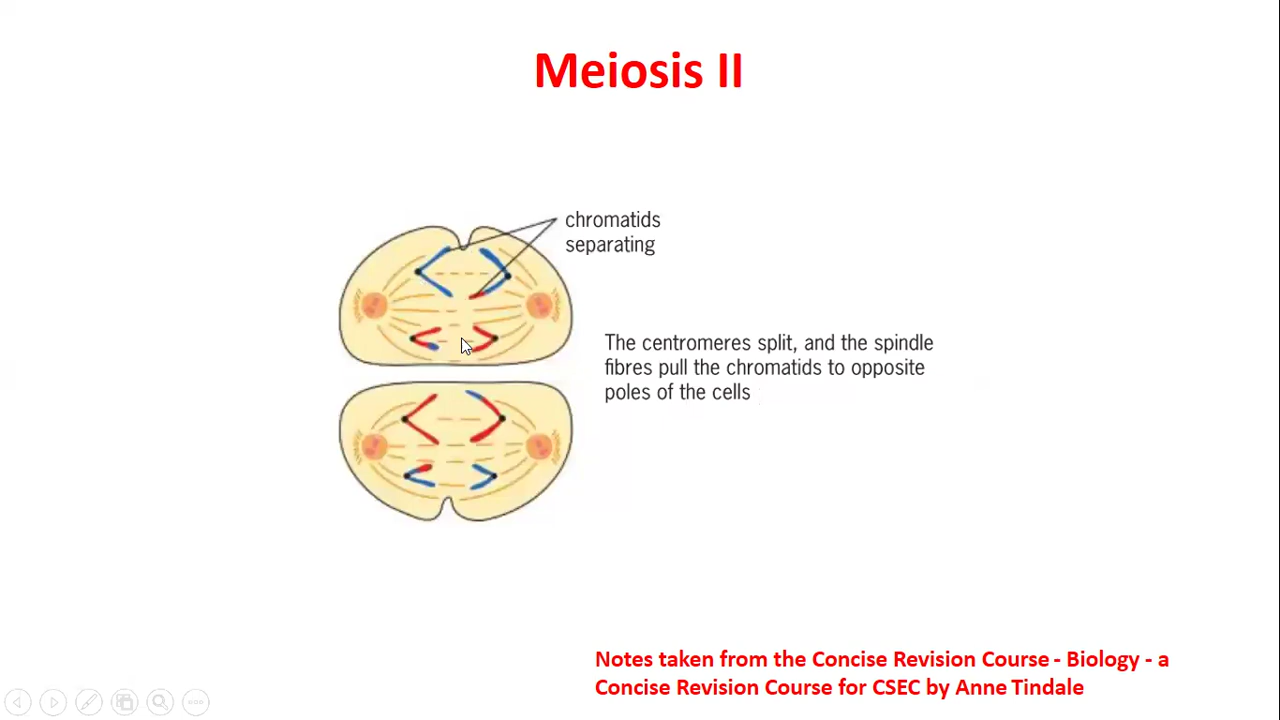 Meiosis II
chromatids
separating
The centromeres split, and the spindle
fibres pull the chromatids to opposite
poles of the cells
Notes taken from the Concise Revision Course - Biology - a
Concise Revision Course for CSEC by Anne Tindale